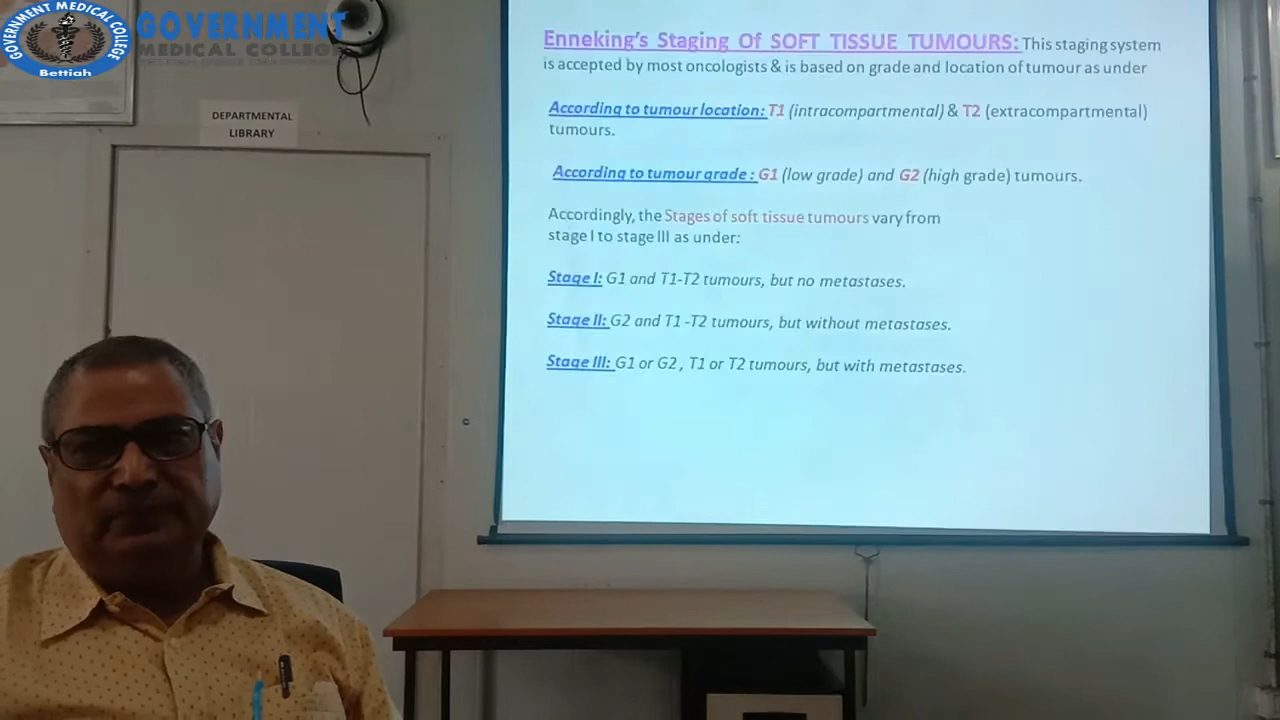 GOVERNMENT MEDICAL COLLEGE
Bettiah
GOVERNMENT
MEDICAL COLLEGE
DEPARTMENTAL
LIBRARY
Enneking's Staging Of SOFT TISSUE TUMOURS: This staging system
is accepted by most oncologists & is based on grade and location of tumour as under
According to tumour location: T1 (intracompartmental) & T2 (extracompartmental)
tumours.
According to tumour grade : G1 (low grade) and G2 (high grade) tumours.
Accordingly, the Stages of soft tissue tumours vary from
stage I to stage III as under:
Stage I: G1 and T1-T2 tumours, but no metastases.
Stage II: G2 and T1 -T2 tumours, but without metastases.
Stage III: G1 or G2 , T1 or T2 tumours, but with metastases.